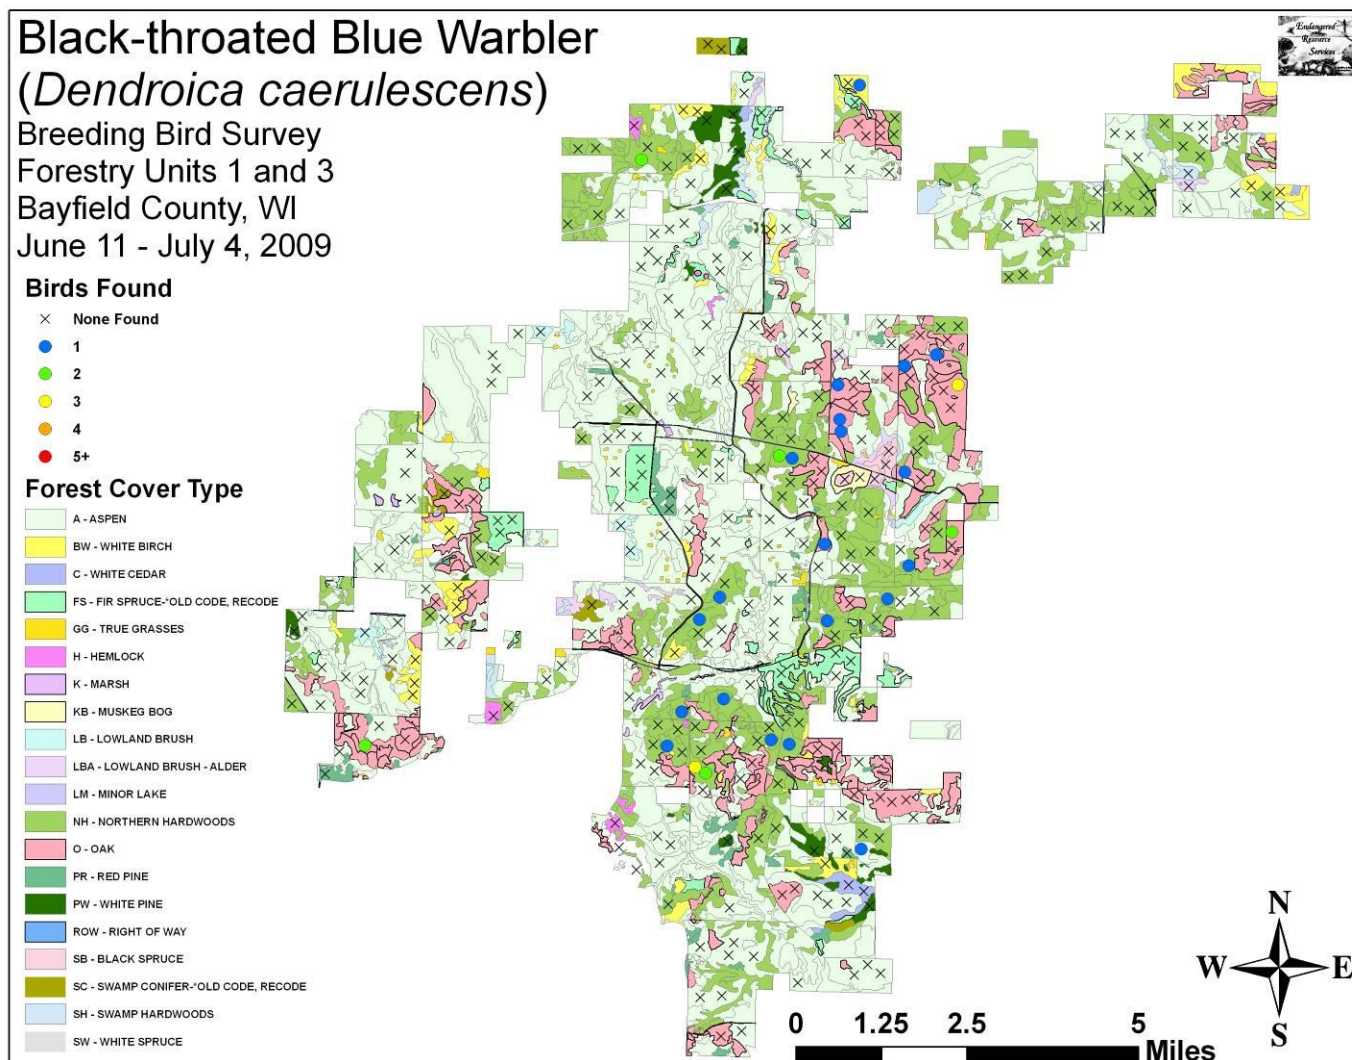 Black-throated Blue Warbler
(Dendroica caerulescens)
Breeding Bird Survey
Forestry Units 1 and 3
Bayfield County, WI
June 11 - July 4, 2009
Birds Found
None Found
1
2
3
4
5+
Forest Cover Type
A - ASPEN
BW - WHITE BIRCH
C - WHITE CEDAR
FS - FIR SPRUCE-*OLD CODE, RECODE
GG - TRUE GRASSES
H - HEMLOCK
K - MARSH
KB - MUSKEG BOG
LB - LOWLAND BRUSH
LBA - LOWLAND BRUSH - ALDER
LM - MINOR LAKE
NH - NORTHERN HARDWOODS
O - OAK
PR - RED PINE
PW - WHITE PINE
ROW - RIGHT OF WAY
SB - BLACK SPRUCE
SC - SWAMP CONIFER-*OLD CODE, RECODE
SH - SWAMP HARDWOODS
SW - WHITE SPRUCE
Endangered
Resource
Services
N
W E
S
0 1.25 2.5 5
Miles